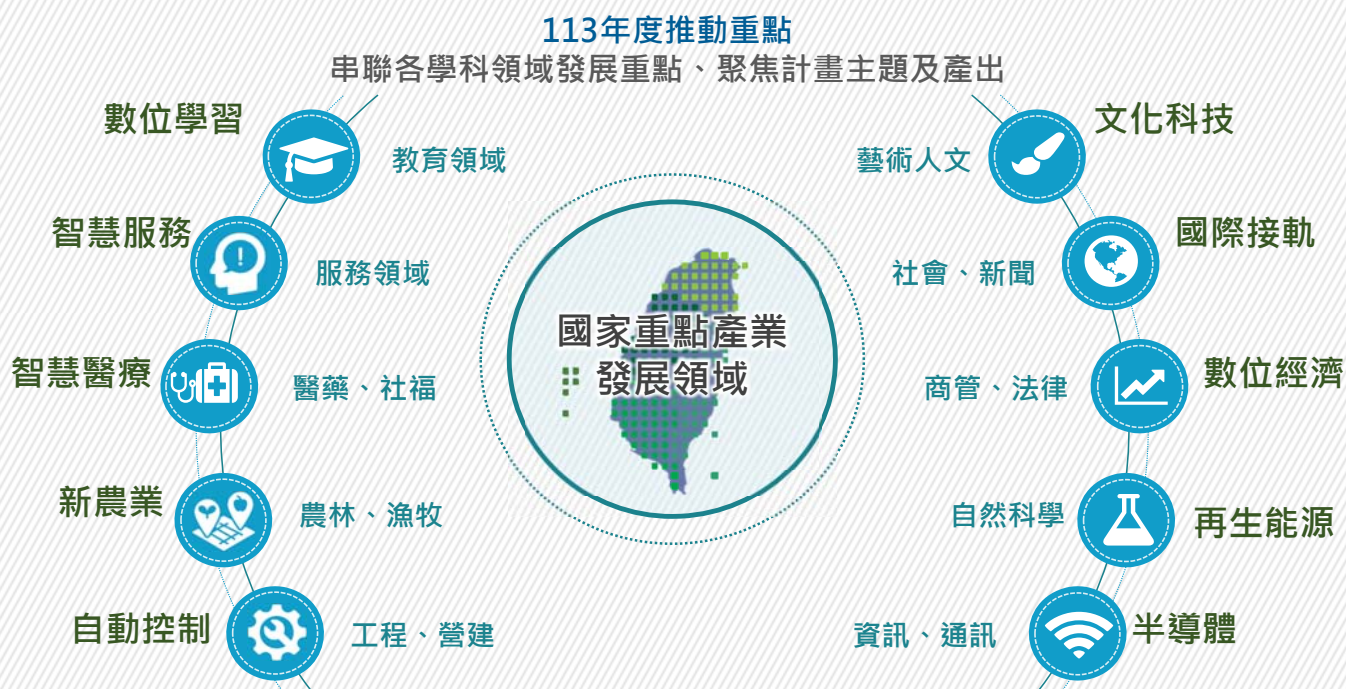 113年度推動重點
串聯各學科領域發展重點、聚焦計畫主題及產出
數位學習
教育領域
智慧服務
服務領域
智慧醫療
醫藥、社福
新農業
農林、漁牧
自動控制
工程、營建
國家重點產業
發展領域
文化科技
藝術人文
國際接軌
社會、新聞
數位經濟
商管、法律
再生能源
自然科學
半導體
資訊、通訊